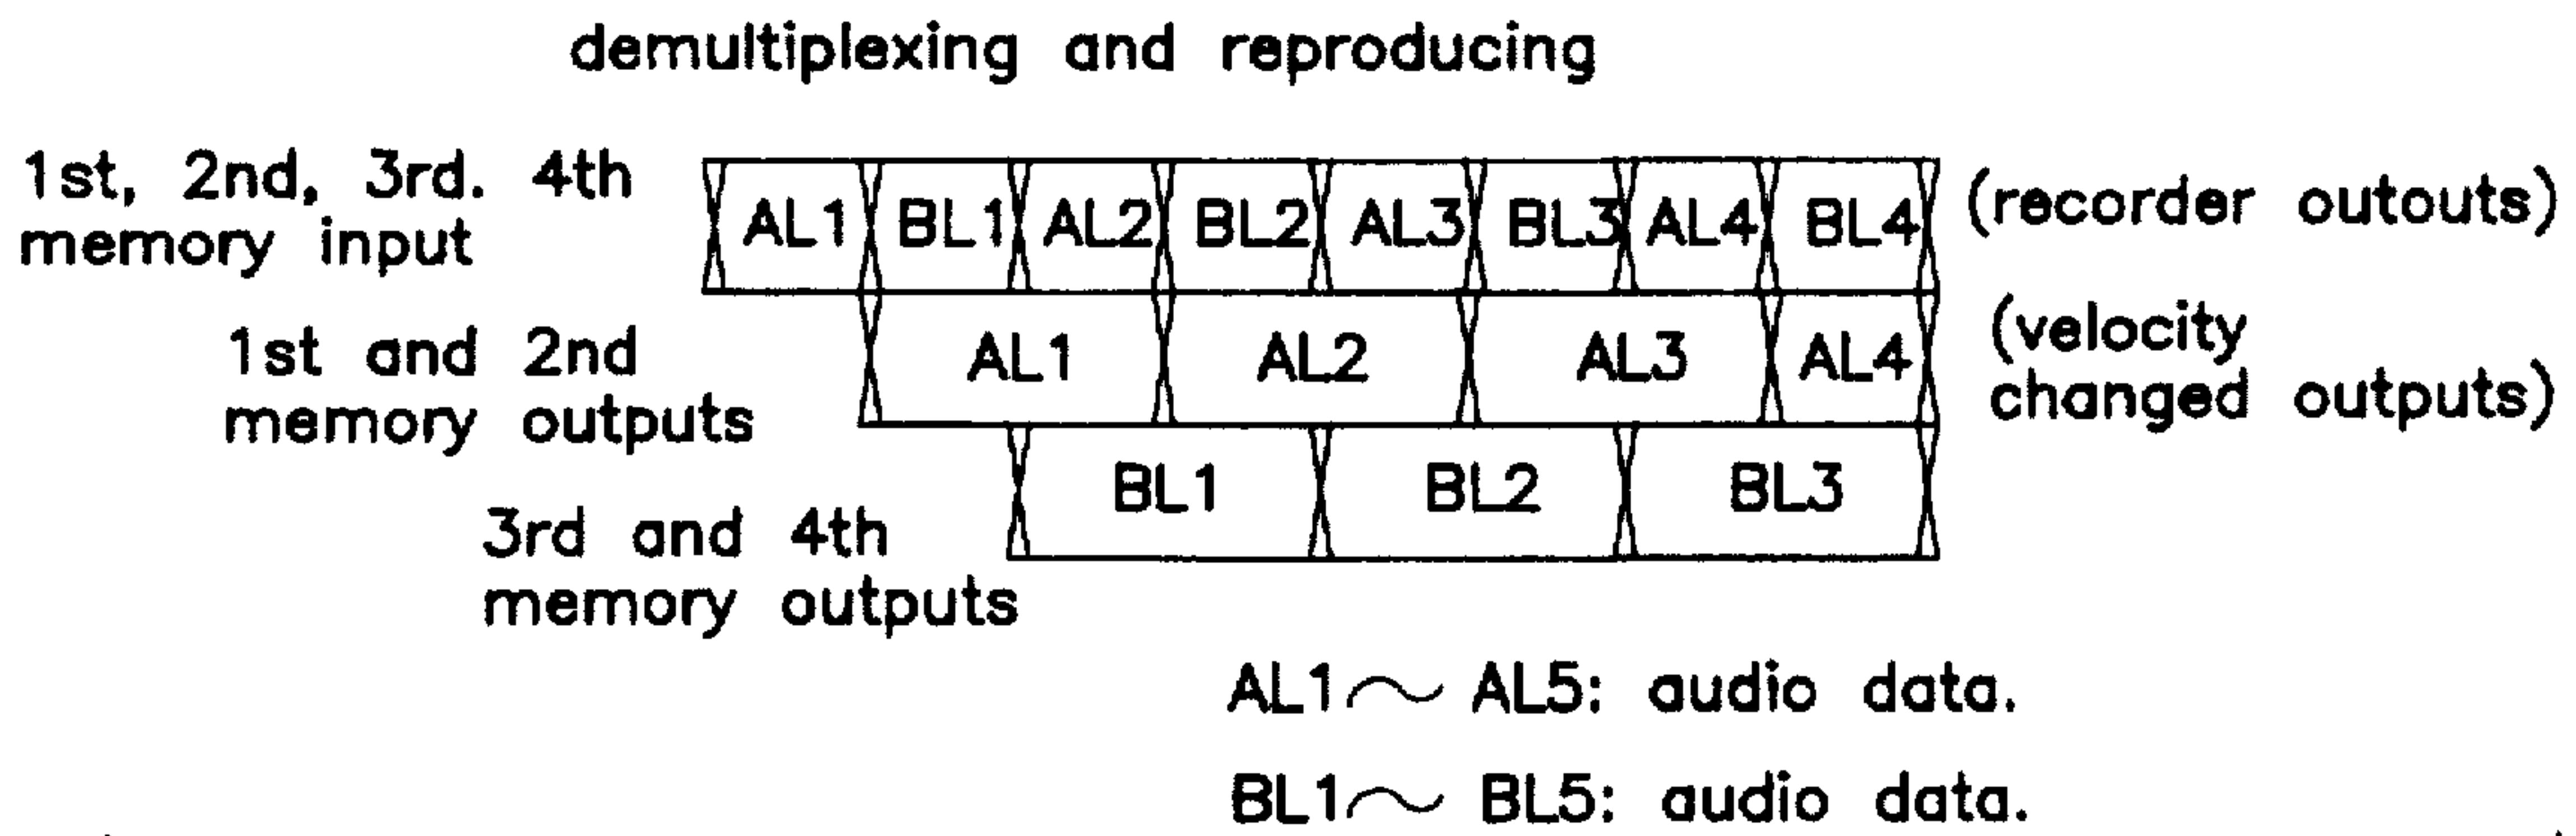 demultiplexing and reproducing
1st, 2nd, 3rd. 4th
memory input
AL1 BL1 AL2 BL2 AL3 BL3 AL4 BL4
(recorder outouts)
1st and 2nd
memory outputs
AL1 AL2 AL3 AL4
(velocity
changed outputs)
3rd and 4th
memory outputs
BL1 BL2 BL3
AL1～ AL5: audio data.
BL1～ BL5: audio data.